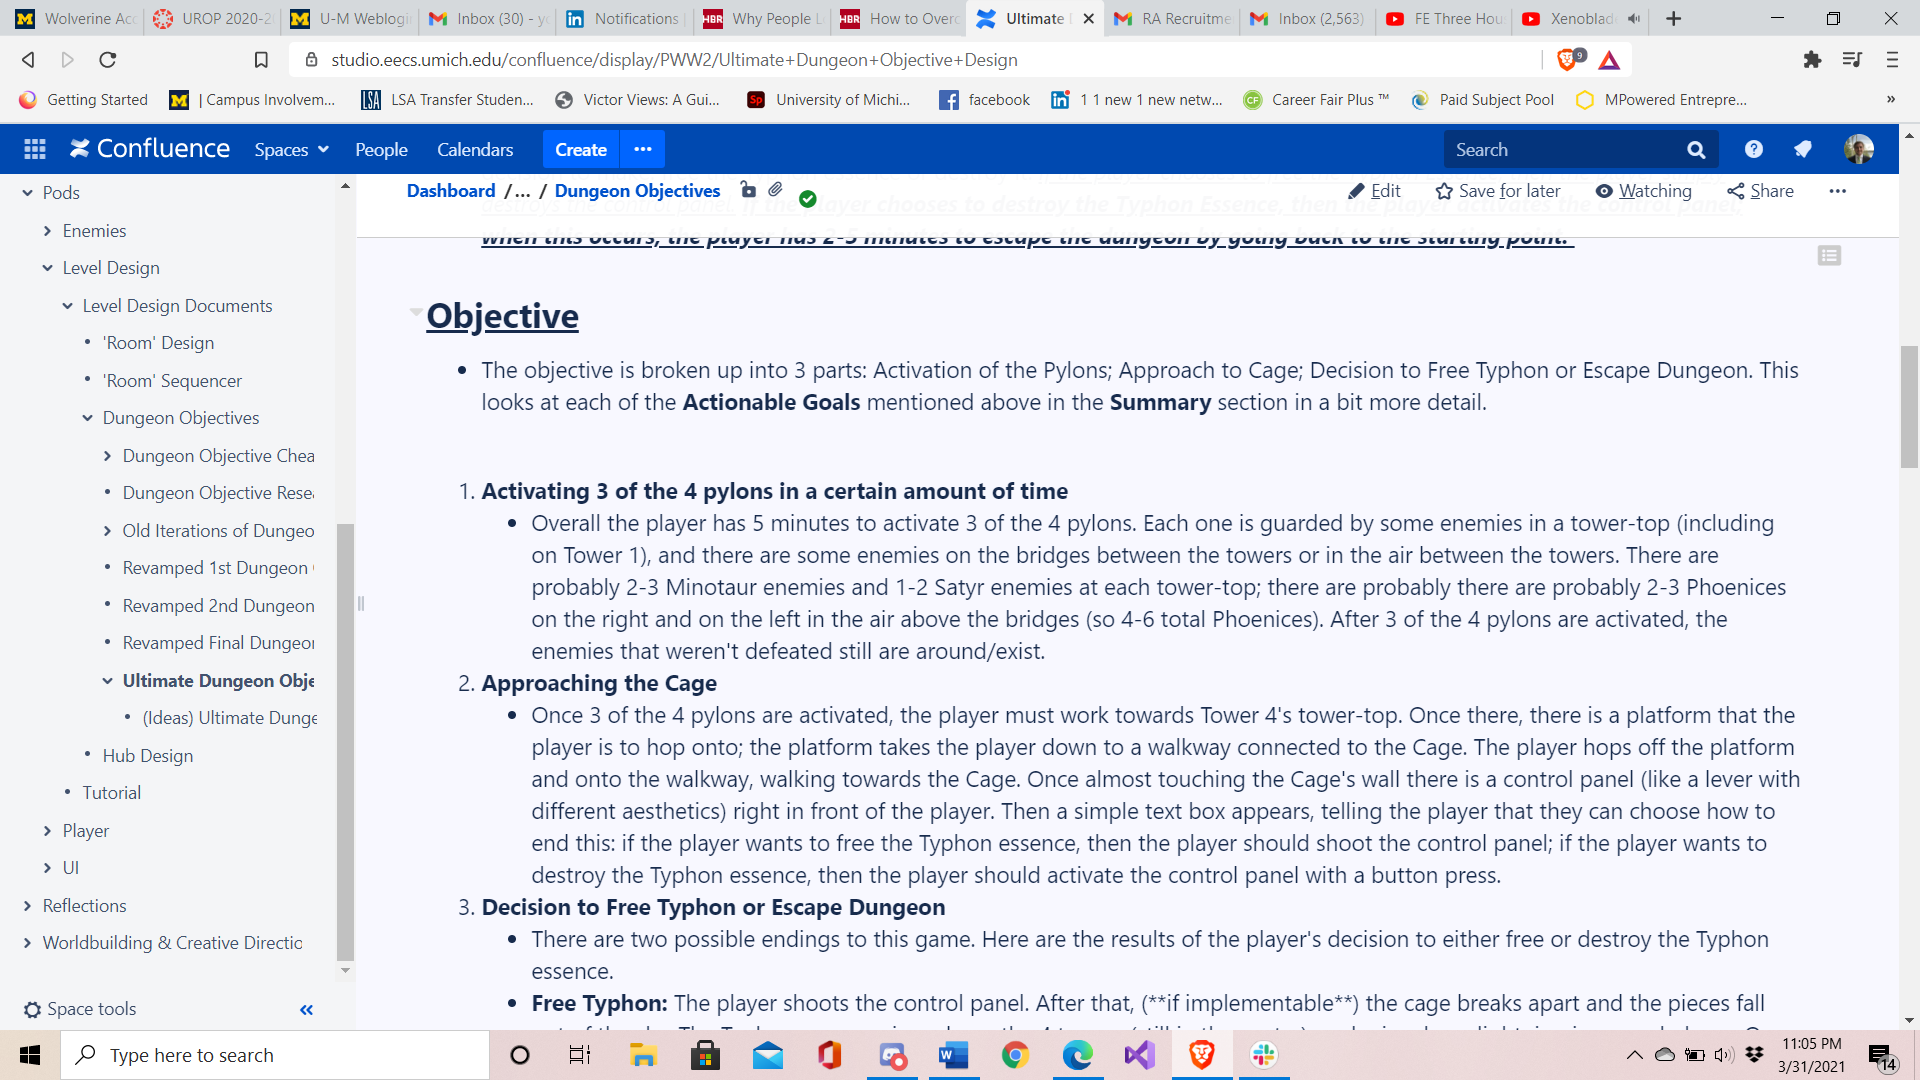 Wolverine Acc
UROP 2020-2
U-M Weblogi
Inbox (30) - y
Notifications
Why People L
How to Overc
Ultimate
RA Recruitme
Inbox (2,563)
FE Three Hou
Xenoblad
studio.eecs.umich.edu/confluence/display/PWW2/Ultimate+Dungeon+Objective+Design
9
Getting Started
| Campus Involvem...
LSA Transfer Studen...
Victor Views: A Gui...
University of Michi...
facebook
1 1 new 1 new netw...
Career Fair Plus ™
Paid Subject Pool
MPowered Entrepre...
»
Confluence
Spaces
People
Calendars
Create
Search
Pods
Enemies
Level Design
Level Design Documents
'Room' Design
'Room' Sequencer
Dungeon Objectives
Dungeon Objective Chea
Dungeon Objective Rese
Old Iterations of Dungeo
Revamped 1st Dungeon
Revamped 2nd Dungeon
Revamped Final Dungeon
Ultimate Dungeon Obje
(Ideas) Ultimate Dunge
Hub Design
Tutorial
Player
UI
Reflections
Worldbuilding & Creative Directio
Space tools
Dashboard /... / Dungeon Objectives
Edit
Save for later
Watching
Share
destroys the control panel. If the player chooses to destroy the Typhon Essence, then the player activates the control panel;
when this occurs, the player has 2-5 minutes to escape the dungeon by going back to the starting point.
Objective
• The objective is broken up into 3 parts: Activation of the Pylons; Approach to Cage; Decision to Free Typhon or Escape Dungeon. This
looks at each of the Actionable Goals mentioned above in the Summary section in a bit more detail.
1. Activating 3 of the 4 pylons in a certain amount of time
• Overall the player has 5 minutes to activate 3 of the 4 pylons. Each one is guarded by some enemies in a tower-top (including
on Tower 1), and there are some enemies on the bridges between the towers or in the air between the towers. There are
probably 2-3 Minotaur enemies and 1-2 Satyr enemies at each tower-top; there are probably there are probably 2-3 Phoenices
on the right and on the left in the air above the bridges (so 4-6 total Phoenices). After 3 of the 4 pylons are activated, the
enemies that weren't defeated still are around/exist.
2. Approaching the Cage
• Once 3 of the 4 pylons are activated, the player must work towards Tower 4's tower-top. Once there, there is a platform that the
player is to hop onto; the platform takes the player down to a walkway connected to the Cage. The player hops off the platform
and onto the walkway, walking towards the Cage. Once almost touching the Cage's wall there is a control panel (like a lever with
different aesthetics) right in front of the player. Then a simple text box appears, telling the player that they can choose how to
end this: if the player wants to free the Typhon essence, then the player should shoot the control panel; if the player wants to
destroy the Typhon essence, then the player should activate the control panel with a button press.
3. Decision to Free Typhon or Escape Dungeon
• There are two possible endings to this game. Here are the results of the player's decision to either free or destroy the Typhon
essence.
• Free Typhon: The player shoots the control panel. After that, (**if implementable**) the cage breaks apart and the pieces fall
Type here to search
11:05 PM
3/31/2021
14